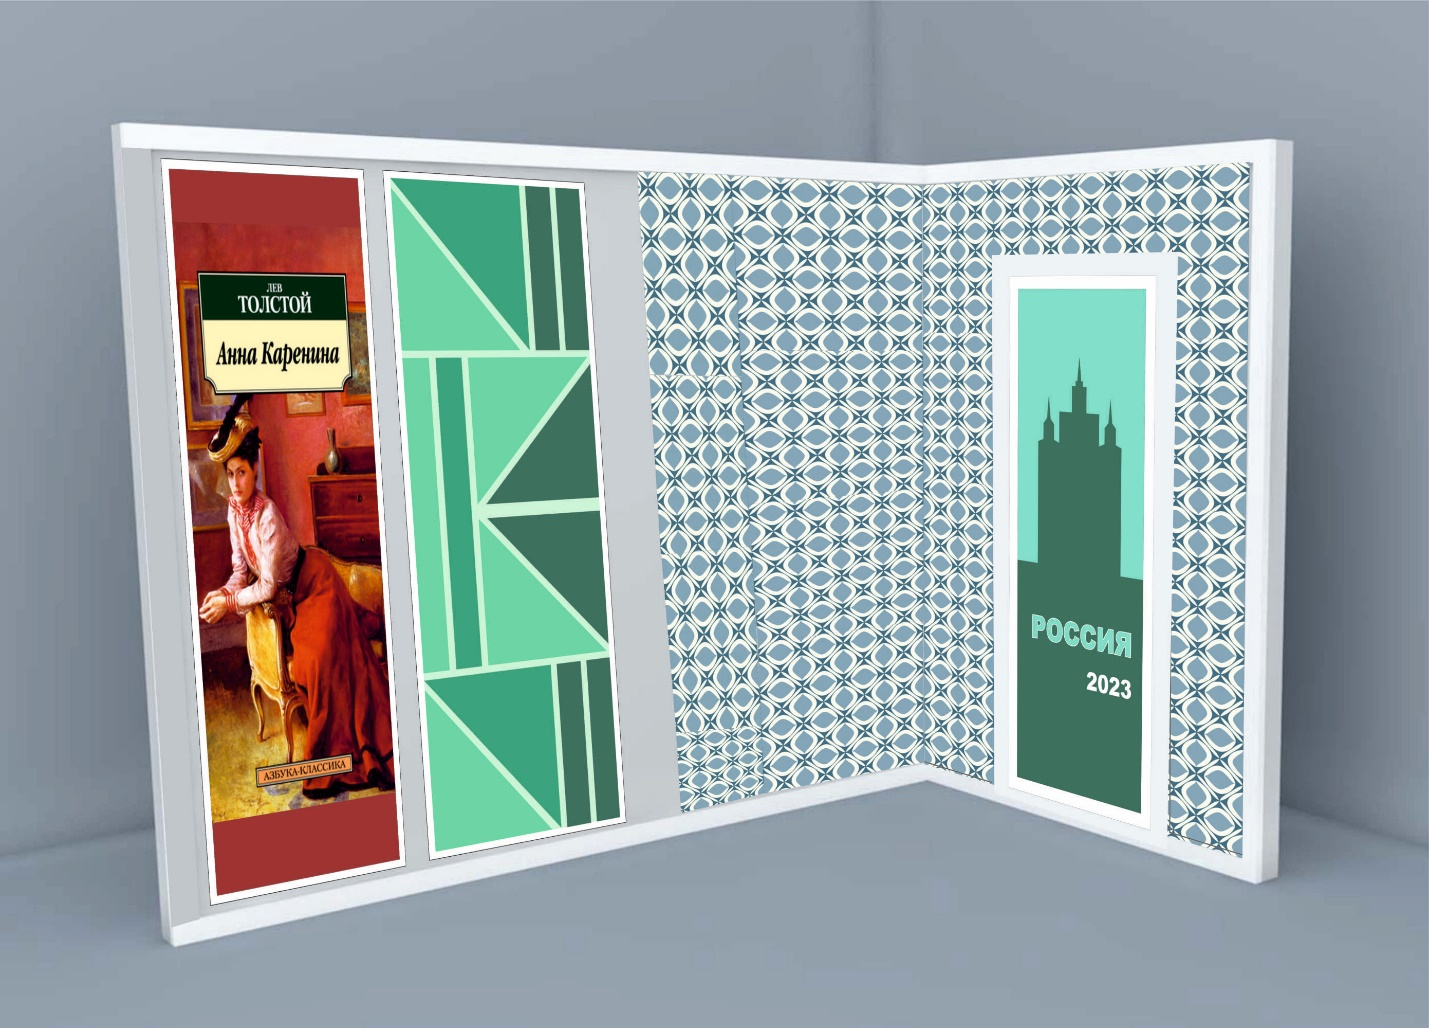 ЛЕВ
ТОЛСТОЙ
Анна Каренина
АЗБУКА-КЛАССИКА
РОССИЯ
2023